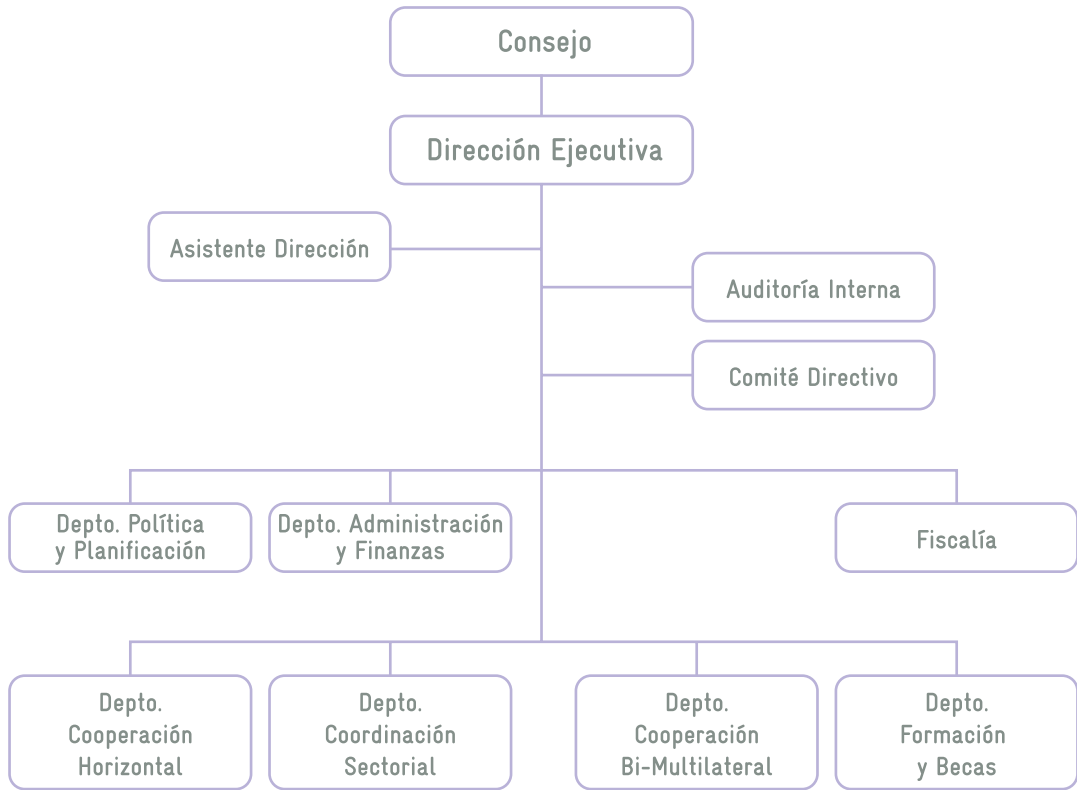 Consejo
Dirección Ejecutiva
Asistente Dirección
Auditoría Interna
Comité Directivo
Depto. Política
y Planificación
Depto. Administración
y Finanzas
Fiscalía
Depto.
Cooperación
Horizontal
Depto.
Coordinación
Sectorial
Depto.
Cooperación
Bi-Multilateral
Depto.
Formación
y Becas